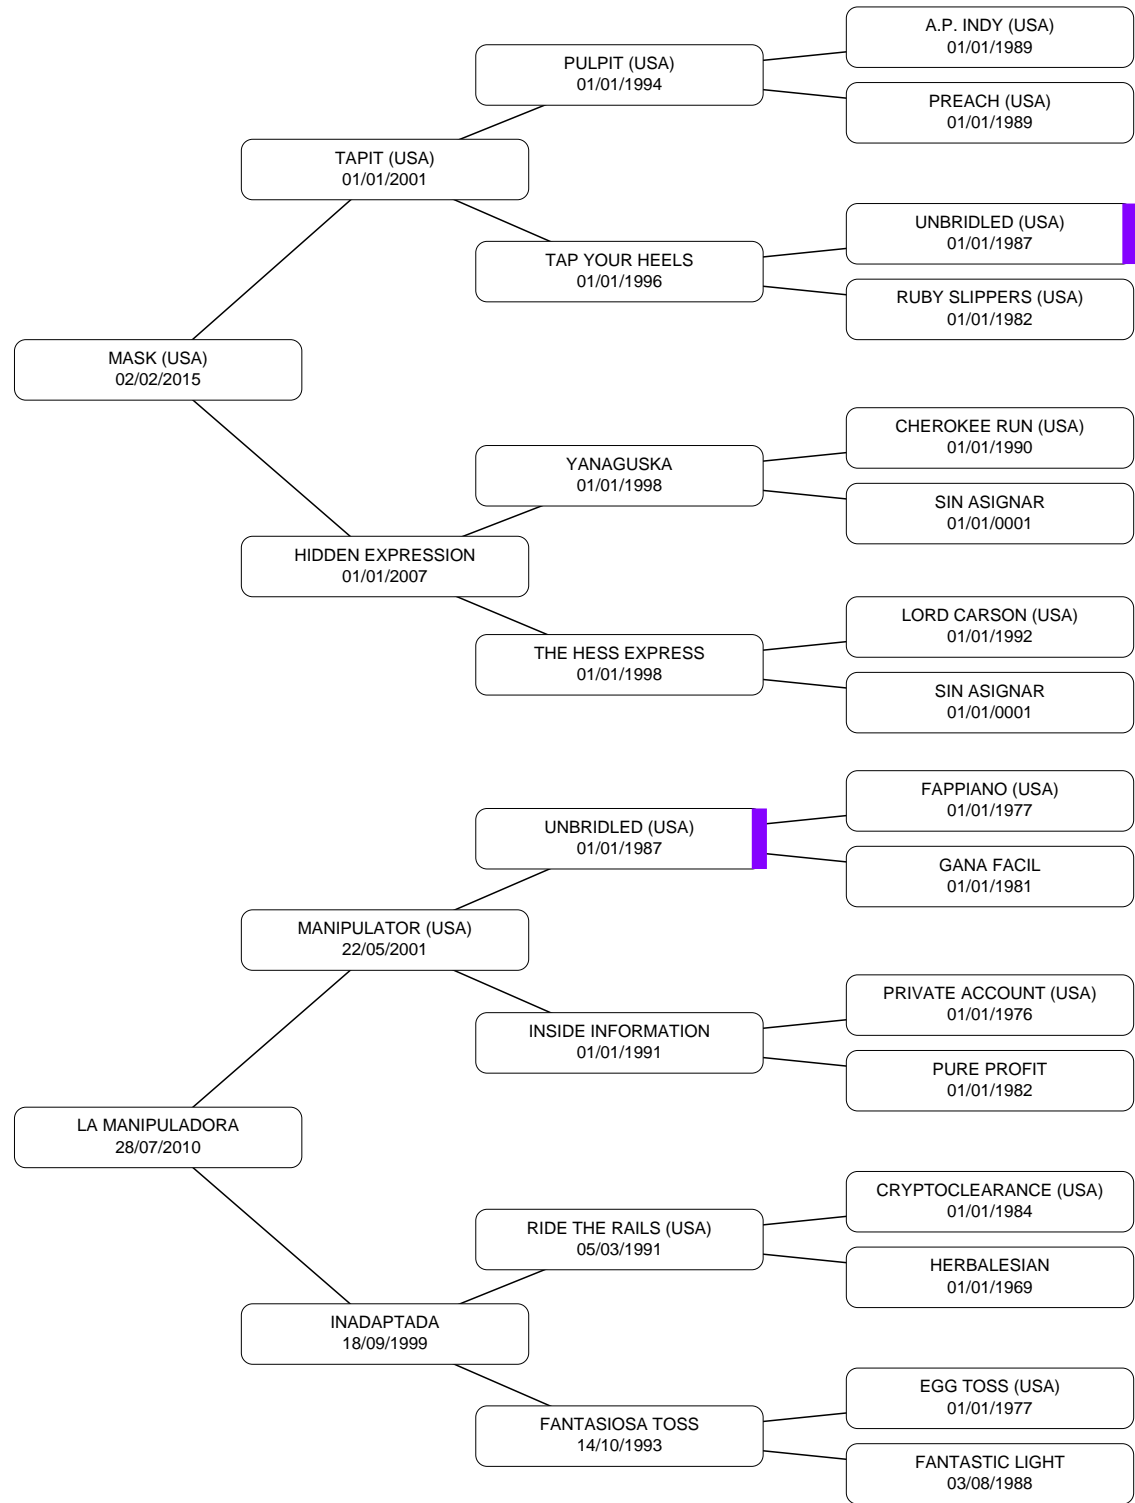 A.P. INDY (USA)
01/01/1989
PULPIT (USA)
01/01/1994
PREACH (USA)
01/01/1989
TAPIT (USA)
01/01/2001
UNBRIDLED (USA)
01/01/1987
TAP YOUR HEELS
01/01/1996
RUBY SLIPPERS (USA)
01/01/1982
MASK (USA)
02/02/2015
CHEROKEE RUN (USA)
01/01/1990
YANAGUSKA
01/01/1998
SIN ASIGNAR
01/01/0001
HIDDEN EXPRESSION
01/01/2007
LORD CARSON (USA)
01/01/1992
THE HESS EXPRESS
01/01/1998
SIN ASIGNAR
01/01/0001
FAPPIANO (USA)
01/01/1977
UNBRIDLED (USA)
01/01/1987
GANA FACIL
01/01/1981
MANIPULATOR (USA)
22/05/2001
PRIVATE ACCOUNT (USA)
01/01/1976
INSIDE INFORMATION
01/01/1991
PURE PROFIT
01/01/1982
LA MANIPULADORA
28/07/2010
CRYPTOCLEARANCE (USA)
01/01/1984
RIDE THE RAILS (USA)
05/03/1991
HERBALESIAN
01/01/1969
INADAPTADA
18/09/1999
EGG TOSS (USA)
01/01/1977
FANTASIOSA TOSS
14/10/1993
FANTASTIC LIGHT
03/08/1988